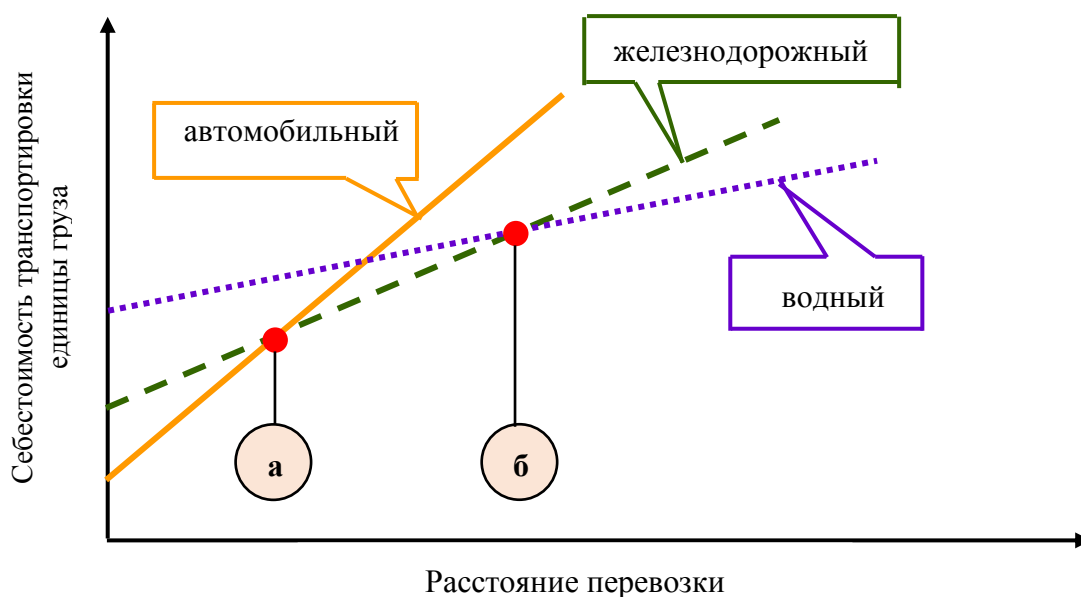 железнодорожный
автомобильный
Себестоимость транспортировки
единицы груза
водный
а
б
Расстояние перевозки